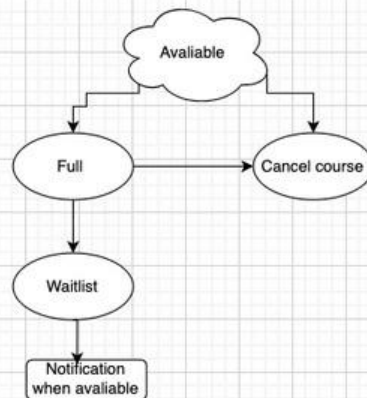 Avaliable
Full
Cancel course
Waitlist
Notification
when avaliable